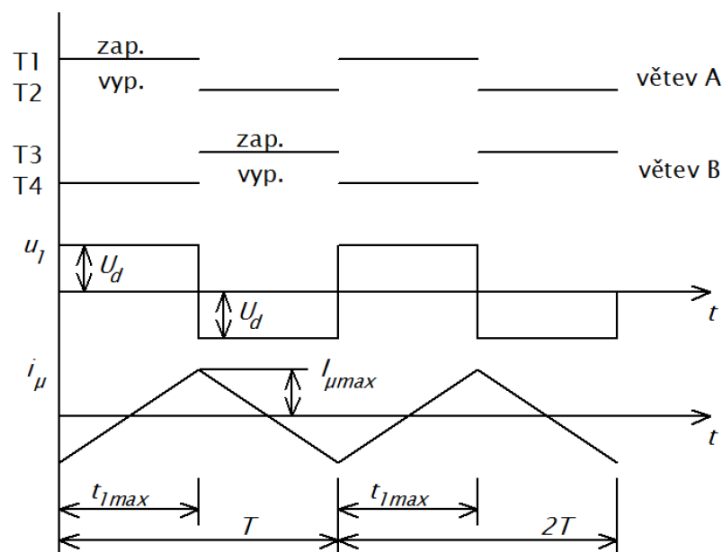 T1 zap.
vyp.
T2
větev A
T3 zap.
vyp.
T4
větev B
u1
Ud
Ud
t
iμ
Iμmax
t
t1max
t1max
T
2T